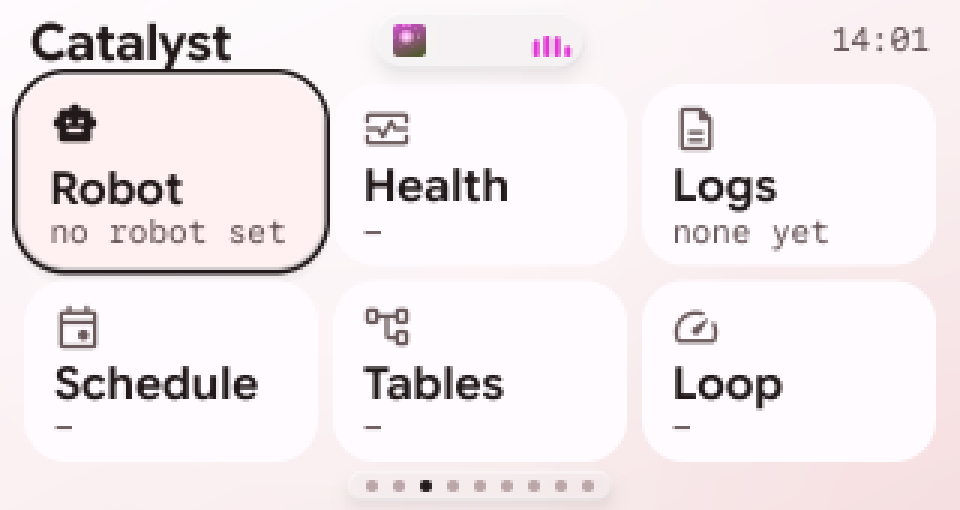 Catalyst
14:01
Robot
no robot set
Health
–
Logs
none yet
Schedule
–
Tables
–
Loop
–